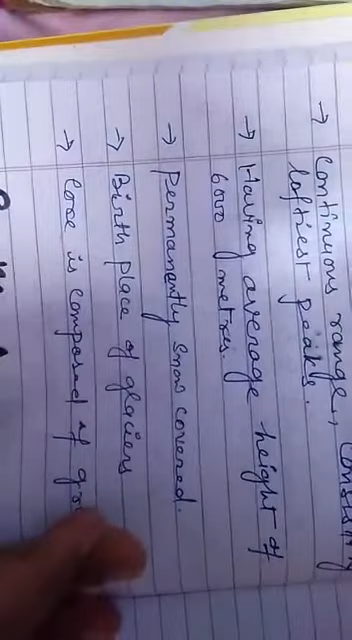 → Continuous range, consisting
loftiest peaks.
→ Having average height of
6000 metres.
→ Permanently snow covered.
→ Birth place of glaciers
→ Core is composed of